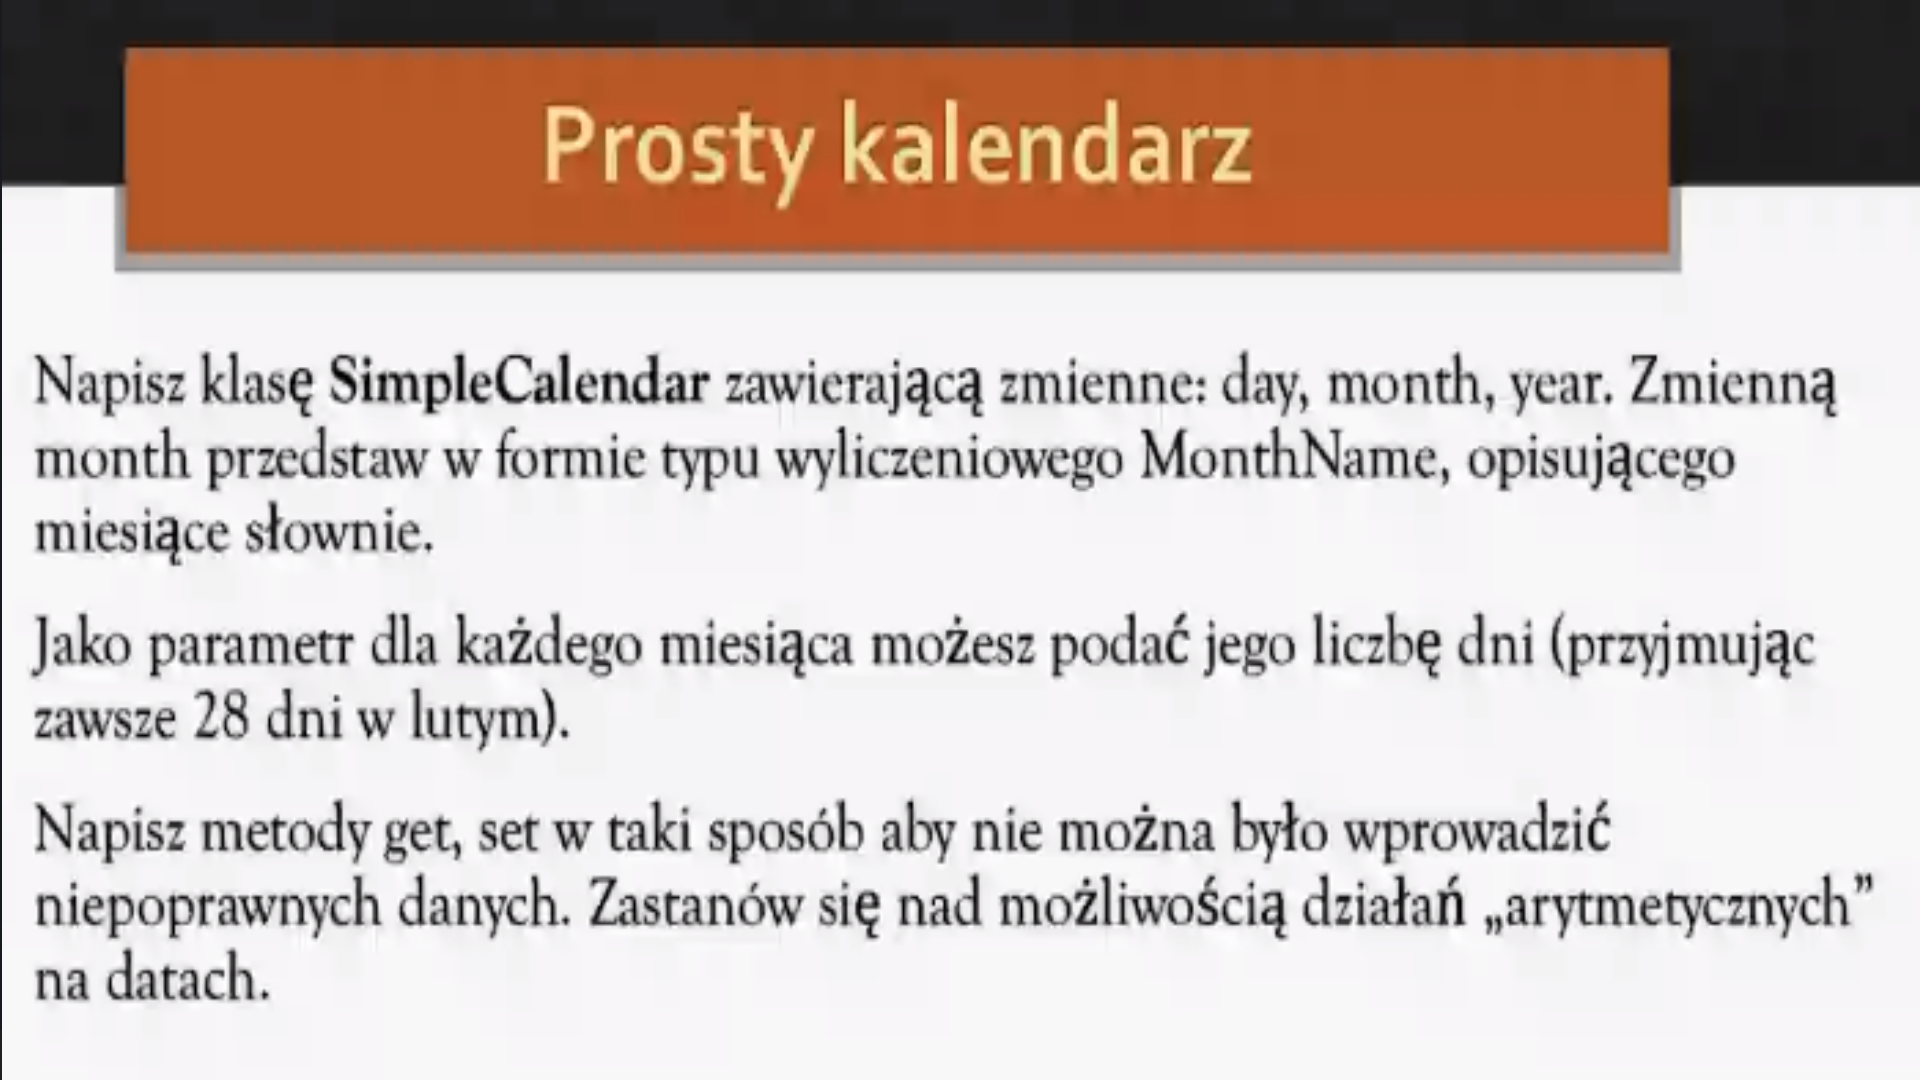 Prosty kalendarz
Napisz klasę SimpleCalendar zawierającą zmienne: day, month, year. Zmienną
month przedstaw w formie typu wyliczeniowego MonthName, opisującego
miesiące słownie.
Jako parametr dla każdego miesiąca możesz podać jego liczbę dni (przyjmując
zawsze 28 dni w lutym).
Napisz metody get, set w taki sposób aby nie można było wprowadzić
niepoprawnych danych. Zastanów się nad możliwością działań „arytmetycznych”
na datach.